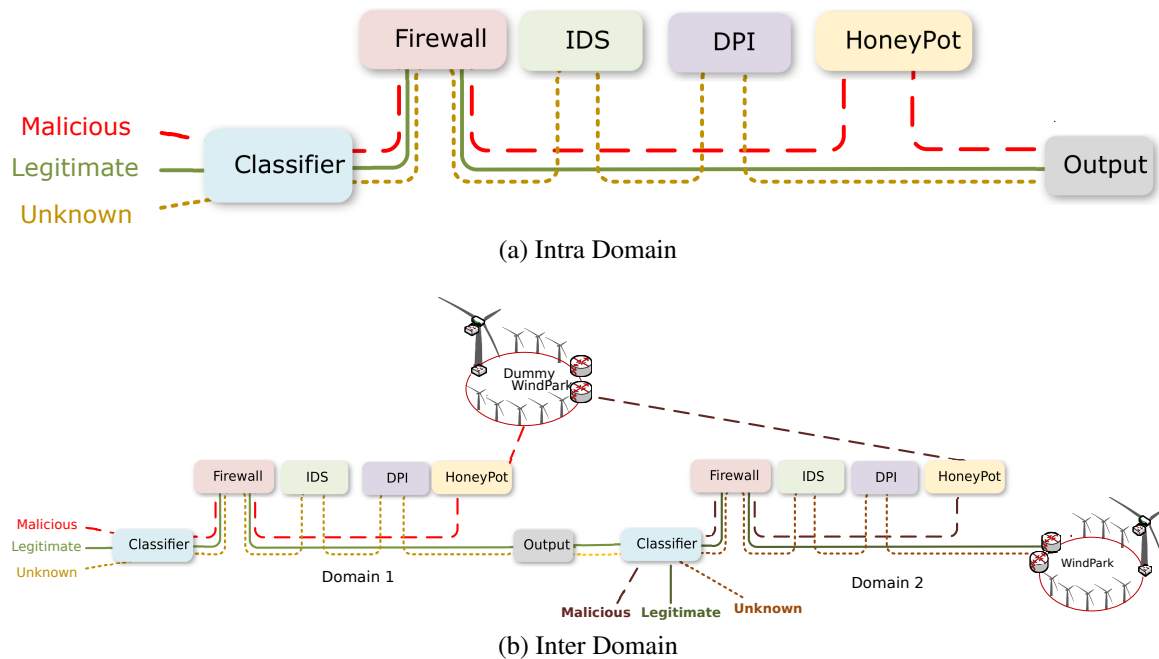 Firewall IDS DPI HoneyPot
Malicious
Legitimate
Unknown
Classifier
Output
(a) Intra Domain
Dummy
WindPark
Firewall IDS DPI HoneyPot
Firewall IDS DPI HoneyPot
Malicious
Legitimate
Unknown
Classifier
Output
Classifier
WindPark
Domain 1
Domain 2
Malicious Legitimate Unknown
(b) Inter Domain